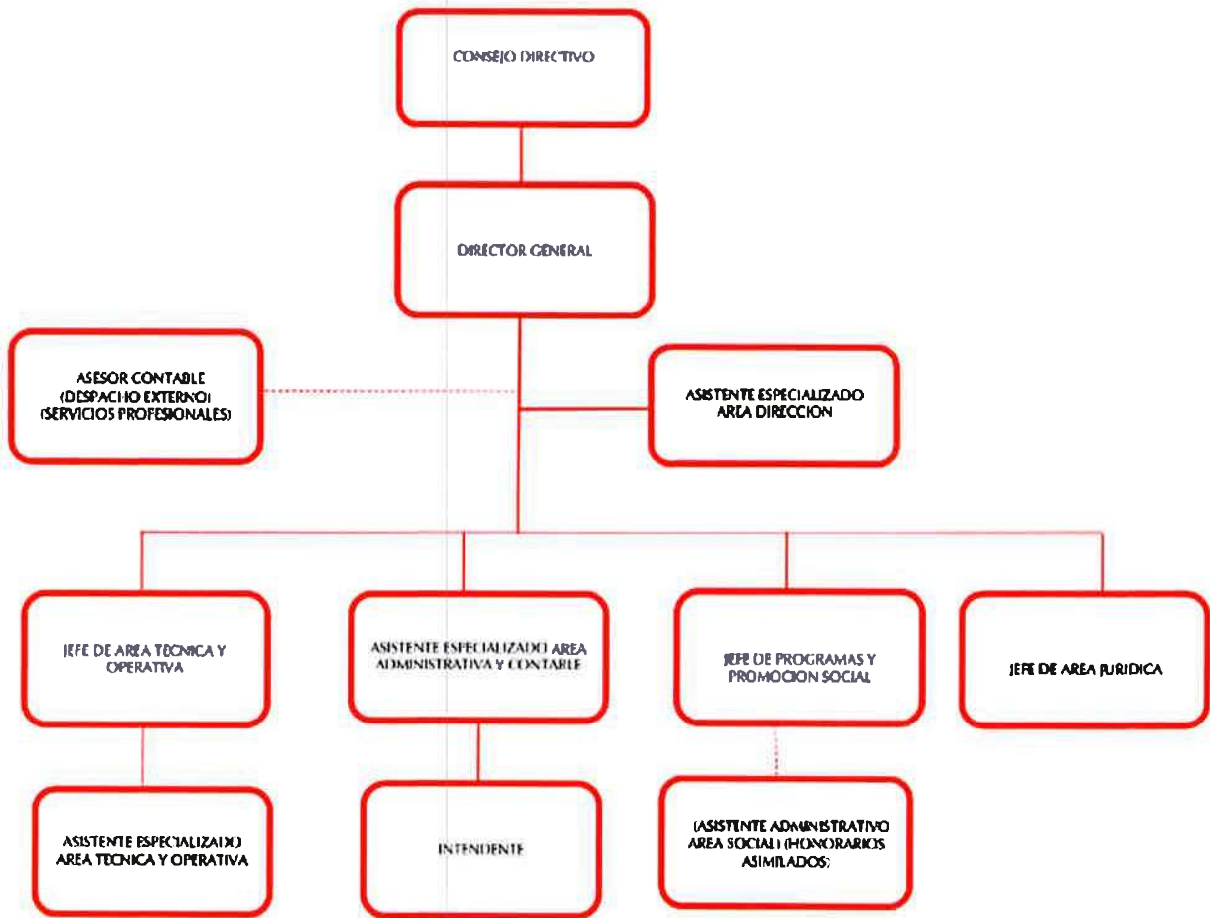 CONSEJO DIRECTIVO
DIRECTOR GENERAL
ASESOR CONTABLE
(DESPACHO EXTERNO)
(SERVICIOS PROFESIONALES)
ASISTENTE ESPECIALIZADO
AREA DIRECCION
JEFE DE AREA TECNICA Y
OPERATIVA
ASISTENTE ESPECIALIZADO AREA
ADMINISTRATIVA Y CONTABLE
JEFE DE PROGRAMAS Y
PROMOCION SOCIAL
JEFE DE AREA JURIDICA
ASISTENTE ESPECIALIZADO
AREA TECNICA Y OPERATIVA
INTENDENTE
(ASISTENTE ADMINISTRATIVO
AREA SOCIAL) (HONORARIOS
ASIMILADOS)